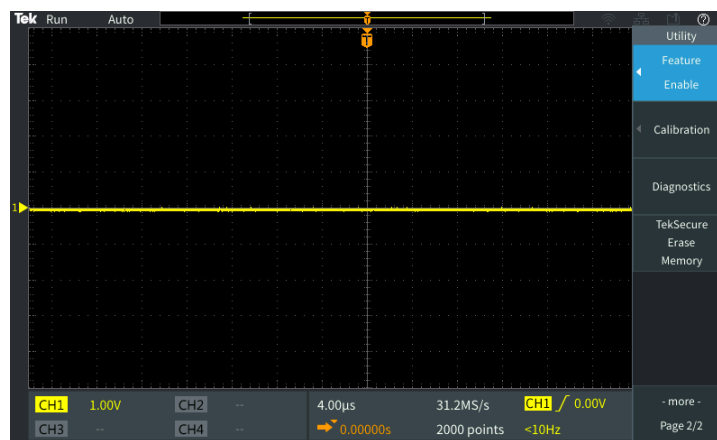 Tek Run Auto
T
T
?
Utility
Feature
Enable
Calibration
Diagnostics
TekSecure
Erase
Memory
1
- more -
Page 2/2
CH1 1.00V CH2 -- 4.00µs 31.2MS/s CH1 0.00V
CH3 -- CH4 -- 0.00000s 2000 points <10Hz